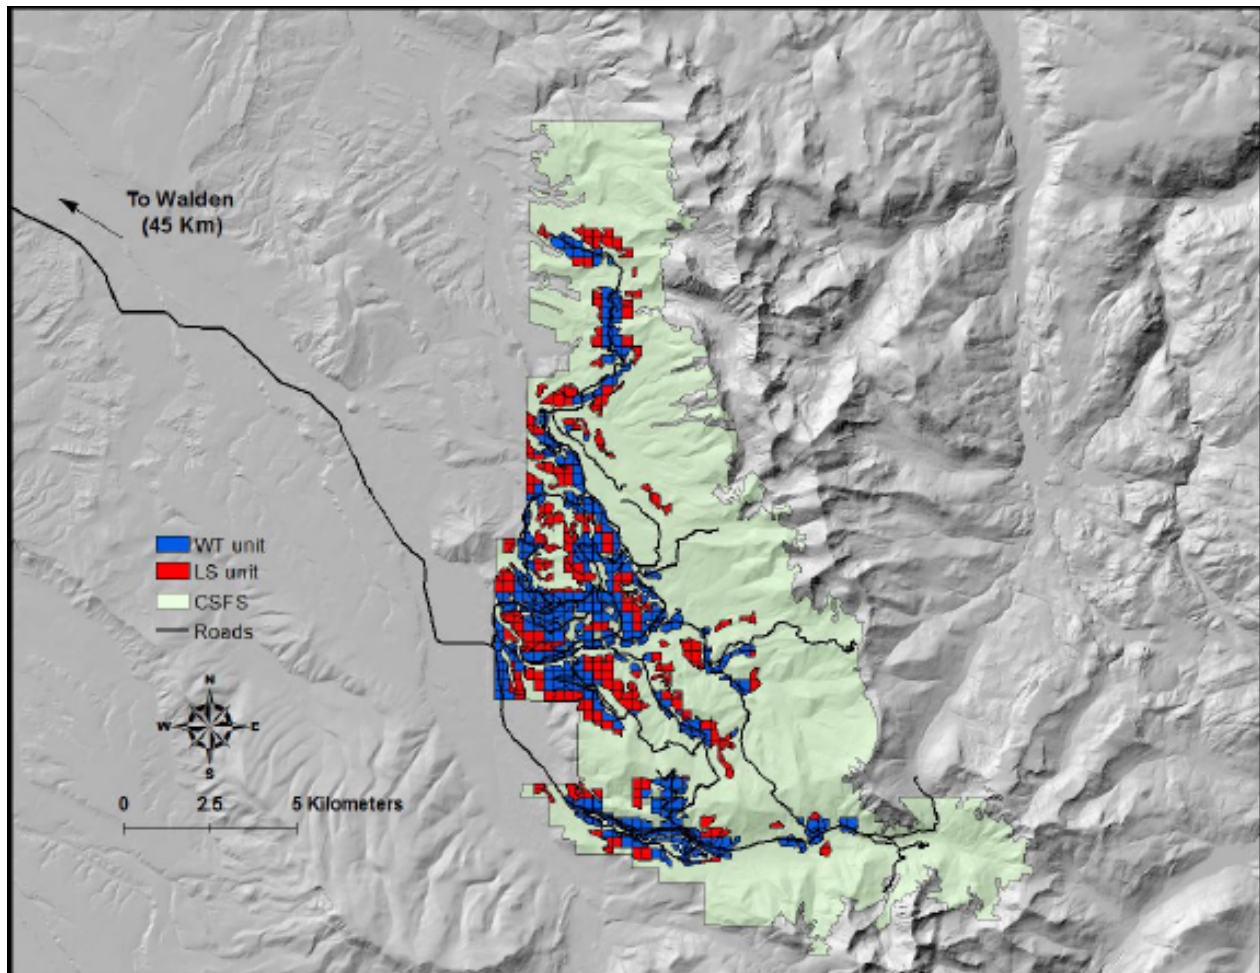 To Walden
(45 Km)
WT unit
LS unit
CSFS
Roads
N
W E
S
0 2.5 5 Kilometers